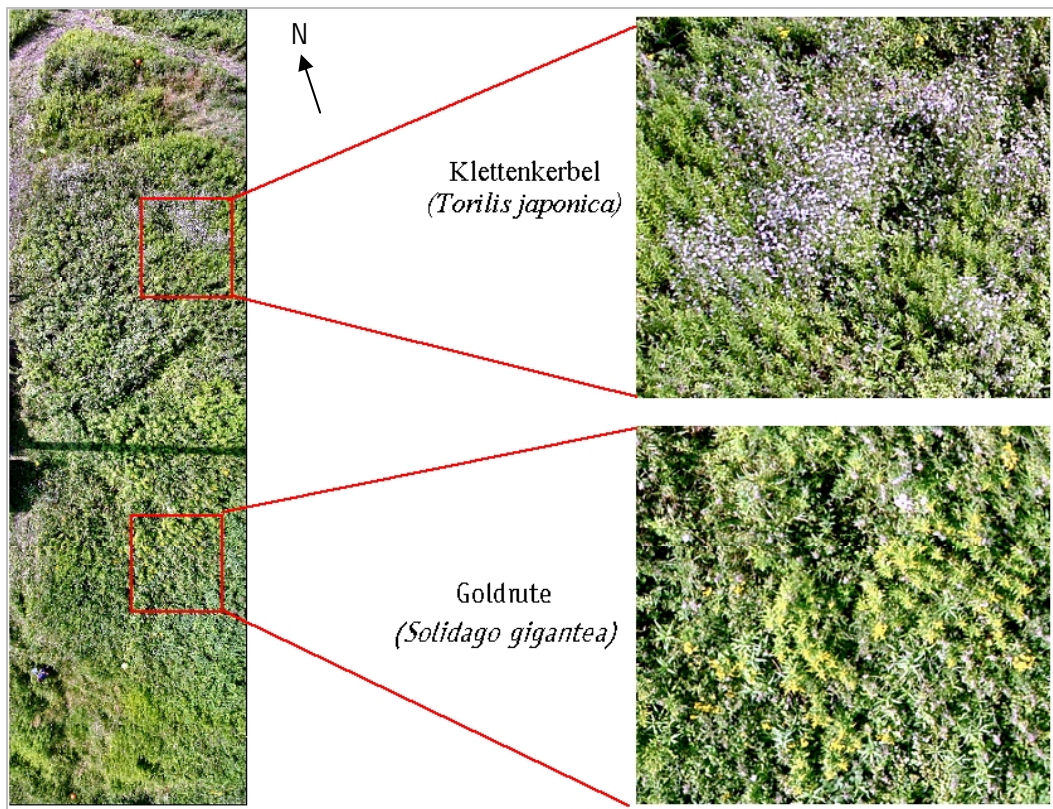 N
Klettenkerbel
(Torilis japonica)
Goldrute
(Solidago gigantea)